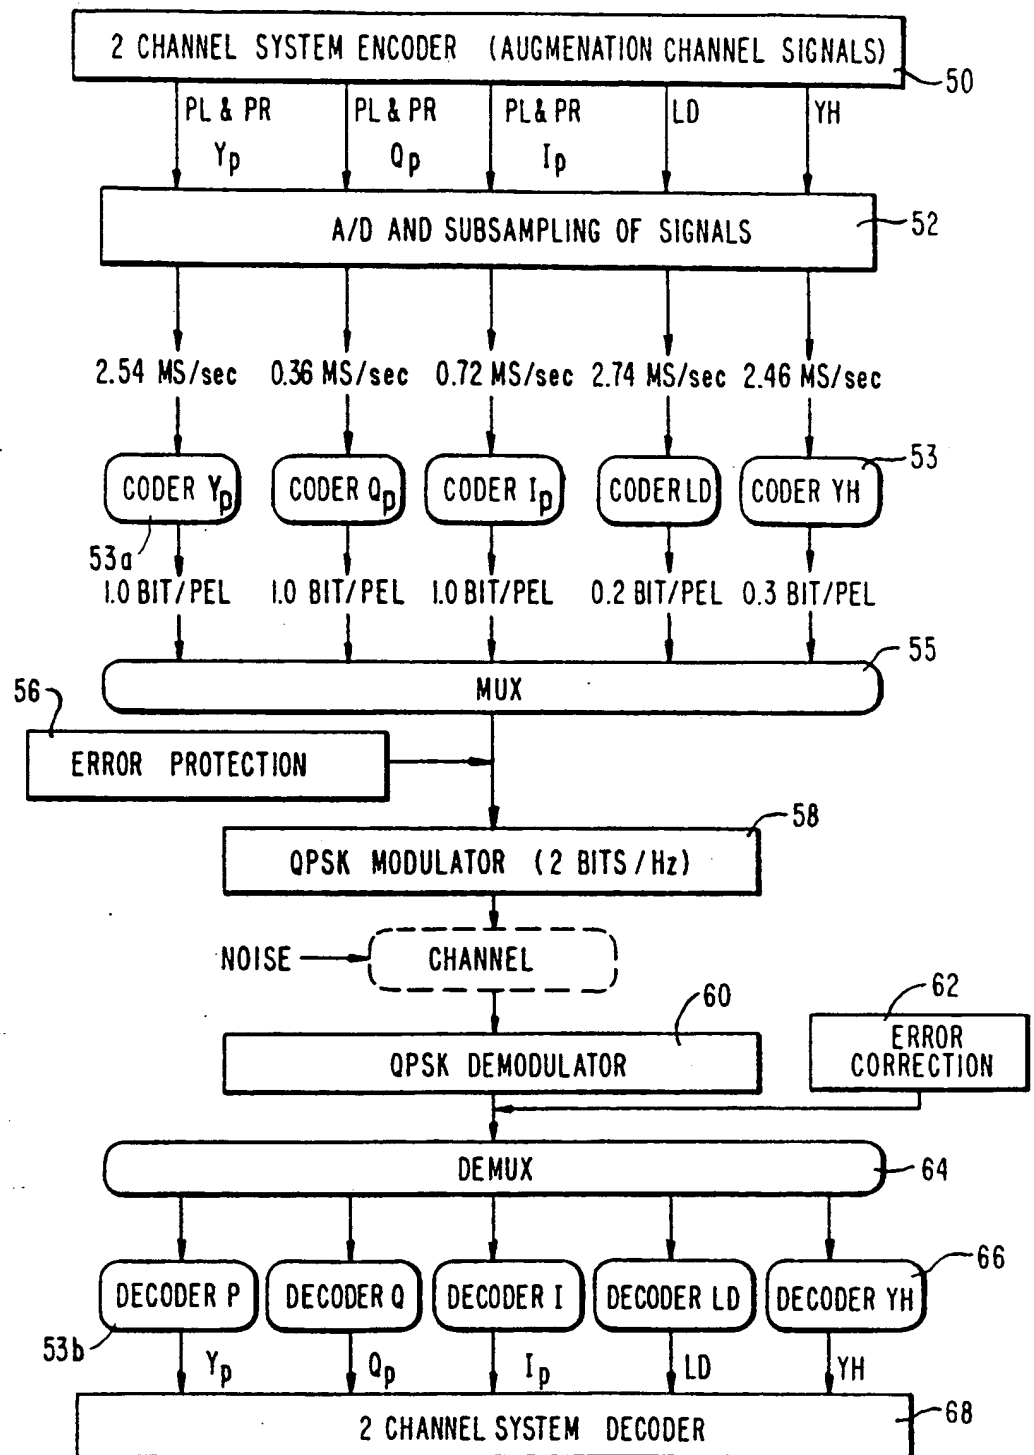 2 CHANNEL SYSTEM ENCODER (AUGMENATION CHANNEL SIGNALS)
50
PL & PR PL & PR PL & PR LD YH
Yp Qp Ip
A/D AND SUBSAMPLING OF SIGNALS
52
2.54 MS/sec 0.36 MS/sec 0.72 MS/sec 2.74 MS/sec 2.46 MS/sec
53
CODER Yp CODER Qp CODER Ip CODER LD CODER YH
53a
1.0 BIT/PEL 1.0 BIT/PEL 1.0 BIT/PEL 0.2 BIT/PEL 0.3 BIT/PEL
55
MUX
56
ERROR PROTECTION
58
QPSK MODULATOR (2 BITS/Hz)
NOISE CHANNEL
60
62
QPSK DEMODULATOR
ERROR
CORRECTION
DEMUX
64
66
DECODER P DECODER Q DECODER I DECODER LD DECODER YH
53b
Yp Qp Ip LD YH
2 CHANNEL SYSTEM DECODER
68